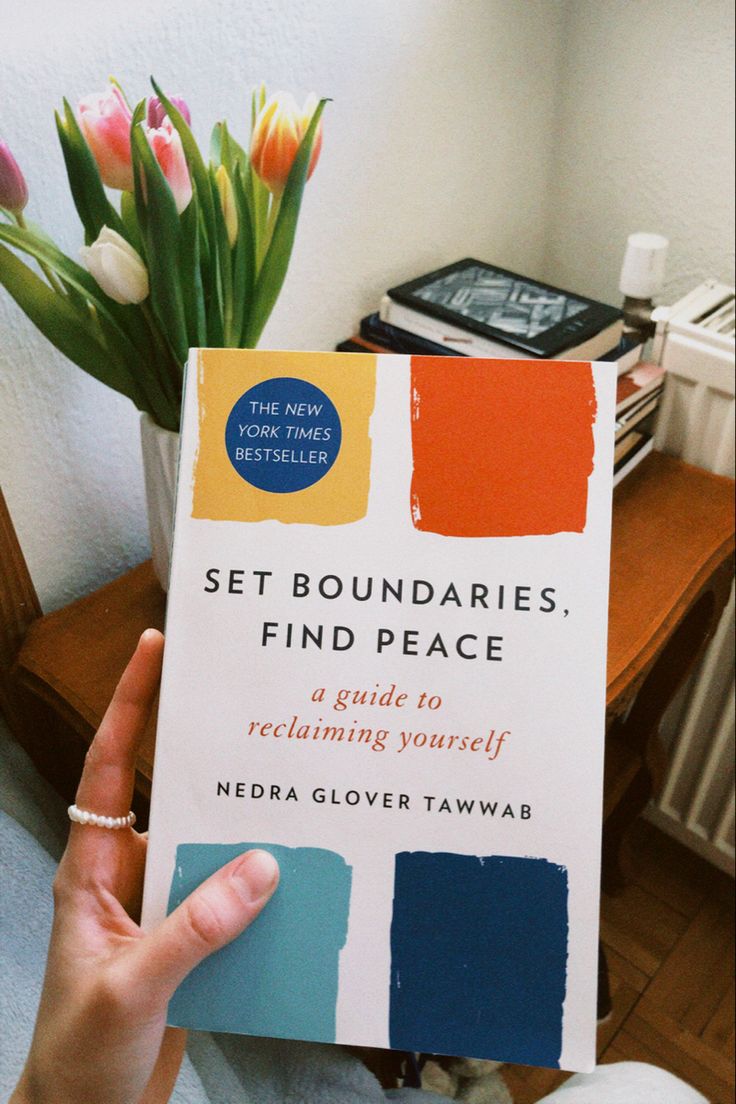 THE NEW
YORK TIMES
BESTSELLER
SET BOUNDARIES,
FIND PEACE
a guide to
reclaiming yourself
NEDRA GLOVER TAWWAB